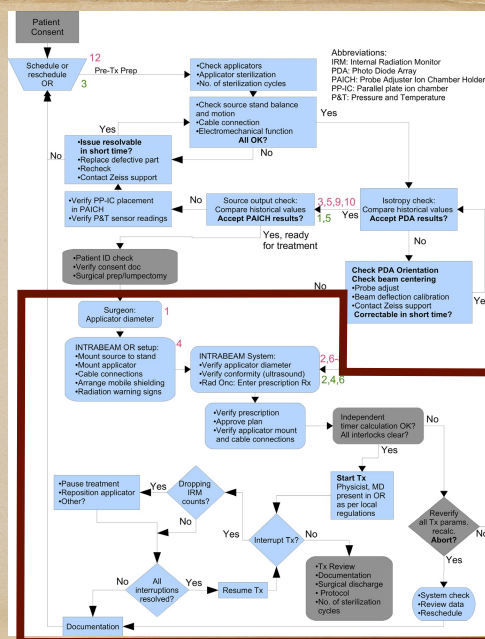 Patient
Consent
Schedule or
reschedule
OR
12
3
Pre-Tx Prep
•Check applicators
•Applicator sterilization
•No. of sterilization cycles
Abbreviations:
IRM: Internal Radiation Monitor
PDA: Photo Diode Array
PAICH: Probe Adjuster Ion Chamber Holder
PP-IC: Parallel plate ion chamber
P&T: Pressure and Temperature
•Check source stand balance
and motion
•Cable connection
•Electromechanical function
All OK?
Yes
Yes
No
•Issue resolvable
in short time?
•Replace defective part
•Recheck
•Contact Zeiss support
No
•Verify PP-IC placement
in PAICH
•Verify P&T sensor readings
No
Source output check:
Compare historical values
Accept PAICH results?
3,5,9,10
1,5
Yes
Isotropy check:
Compare historical values
Accept PDA results?
Yes, ready
for treatment
No
•Patient ID check
•Verify consent doc
•Surgical prep/lumpectomy
Check PDA Orientation
Check beam centering
•Probe adjust
•Beam deflection calibration
•Contact Zeiss support
Correctable in short time?
No
Yes
Surgeon:
Applicator diameter
1
INTRABEAM OR setup:
•Mount source to stand
•Mount applicator
•Cable connections
•Arrange mobile shielding
•Radiation warning signs
4
INTRABEAM System:
•Verify applicator diameter
•Verify conformity (ultrasound)
•Rad Onc: Enter prescription Rx
2,6-
2,4,6
•Verify prescription
•Approve plan
•Verify applicator mount
and cable connections
Independent
timer calculation OK?
All interlocks clear?
No
Yes
Start Tx
Physicist, MD
present in OR
as per local
regulations
•Pause treatment
•Reposition applicator
•Other?
Yes
Dropping
IRM
counts?
No
Yes
Interrupt Tx?
No
Reverify
all Tx params.
recalc.
Abort?
No
Yes
•Tx Review
•Documentation
•Surgical discharge
• Protocol
•No. of sterilization
cycles
No
All
interruptions
resolved?
Yes
Resume Tx
•System check
•Review data
•Reschedule
Documentation